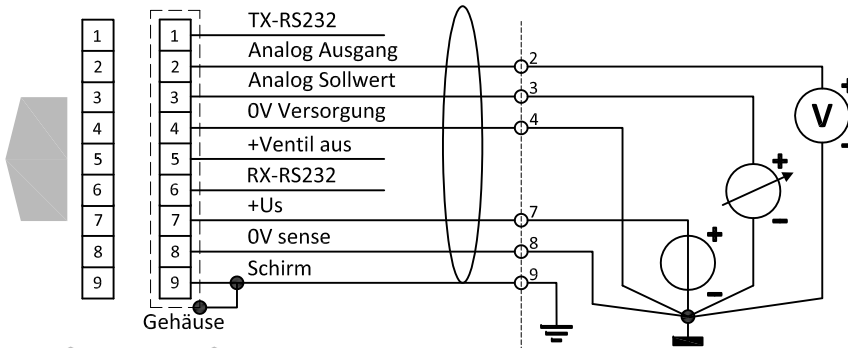 1 1 TX-RS232
2 2 Analog Ausgang 2
3 3 Analog Sollwert 3
4 4 0V Versorgung 4
5 5 +Ventil aus
6 6 RX-RS232
7 7 +Us 7
8 8 0V sense 8
9 9 Schirm 9
Gehäuse
+
V
-
+
-
+
-